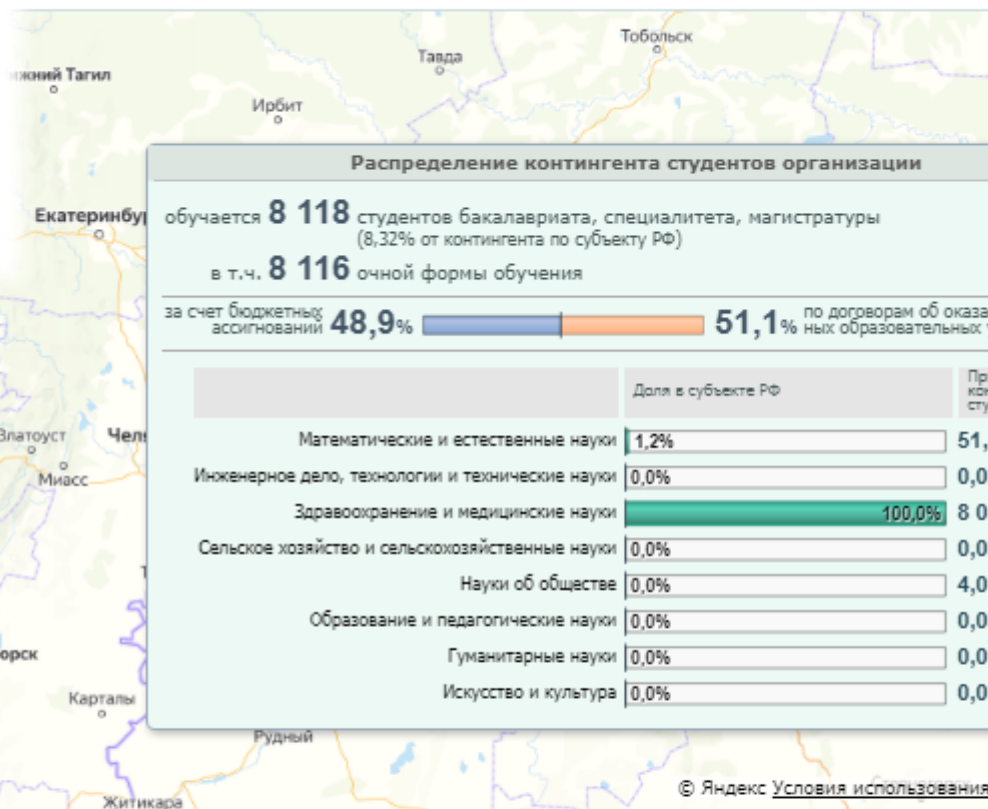 Тобольск
Тавда
жний Тагил
Ирбит
Распределение контингента студентов организации
Екатеринбу
обучается 8 118 студентов бакалавриата, специалитета, магистратуры
(8,32% от контингента по субъекту РФ)
в т.ч. 8 116 очной формы обучения
за счет бюджетных
ассигнований 48,9% 51,1% по договорам об оказа
ных образовательных
Доля в субъекте РФ
Златоуст
Миасс
Математические и естественные науки 1,2% 51,
Инженерное дело, технологии и технические науки 0,0% 0,0
Здравоохранение и медицинские науки 100,0% 8 0
Сельское хозяйство и сельскохозяйственные науки 0,0% 0,0
Науки об обществе 0,0% 4,0
Образование и педагогические науки 0,0% 0,0
Гуманитарные науки 0,0% 0,0
орск
Искусство и культура 0,0% 0,0
Карталы
Рудный
© Яндекс Условия использования
Житикара